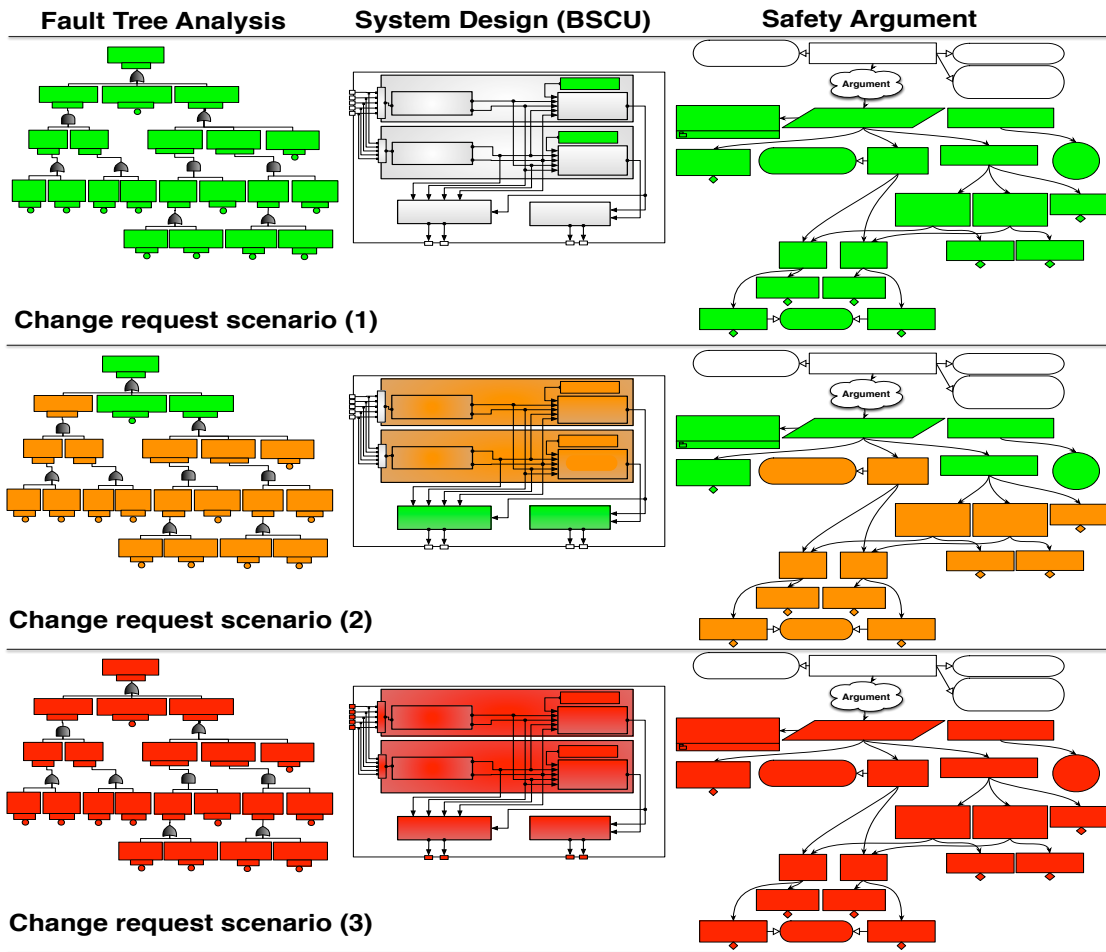 Fault Tree Analysis
System Design (BSCU)
Safety Argument
Argument
Change request scenario (1)
Argument
Change request scenario (2)
Argument
Change request scenario (3)